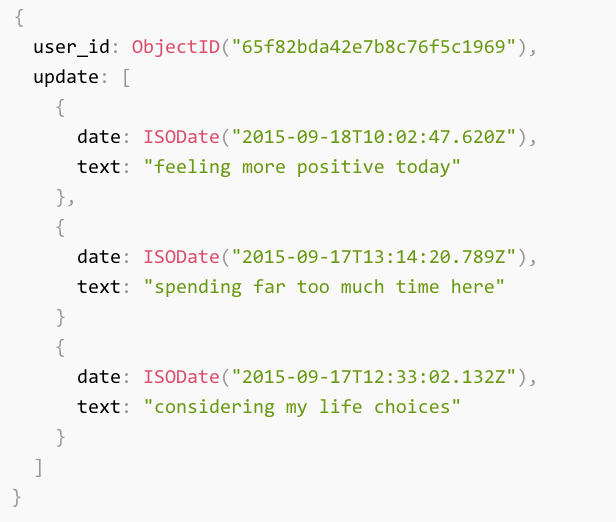 {
  user_id: ObjectID("65f82bda42e7b8c76f5c1969"),
  update: [
    {
      date: ISODate("2015-09-18T10:02:47.620Z"),
      text: "feeling more positive today"
    },
    {
      date: ISODate("2015-09-17T13:14:20.789Z"),
      text: "spending far too much time here"
    }
    {
      date: ISODate("2015-09-17T12:33:02.132Z"),
      text: "considering my life choices"
    }
  ]
}